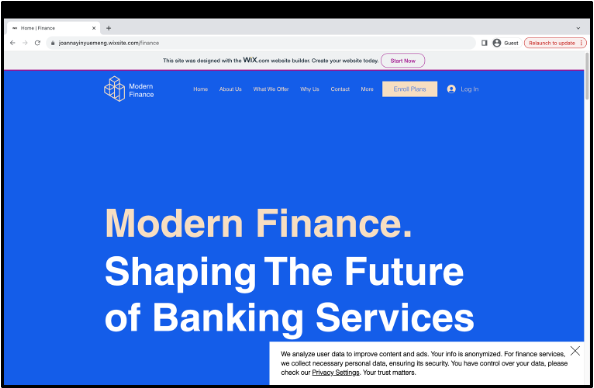 Home | Finance
joannayinyuemeng.wixsite.com/finance
Guest
Relaunch to update
This site was designed with the WiX.com website builder. Create your website today.
Start Now
Modern
Finance
Home About Us What We Offer Why Us Contact More
Enroll Plans
Log In
Modern Finance.
Shaping The Future
of Banking Services
We analyze user data to improve content and ads. Your info is anonymized. For finance services,
we collect necessary personal data, ensuring its security. You have control over your data, please
check our Privacy Settings. Your trust matters.